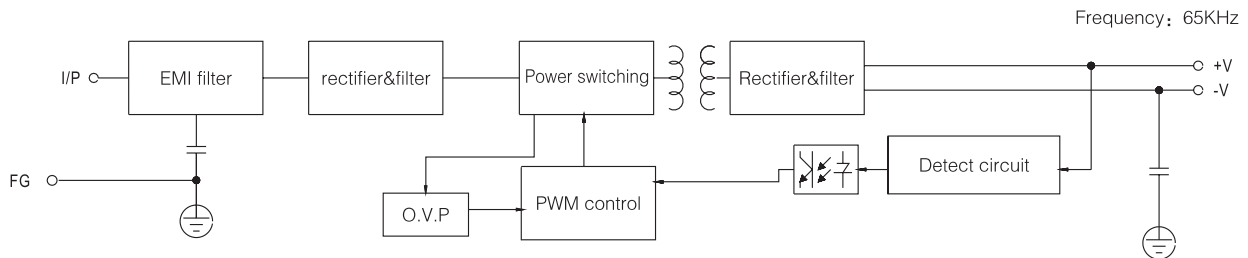 Frequency：65KHz
I/P
EMI filter
rectifier&filter
Power switching
Rectifier&filter
+V
-V
Detect circuit
FG
O.V.P
PWM control